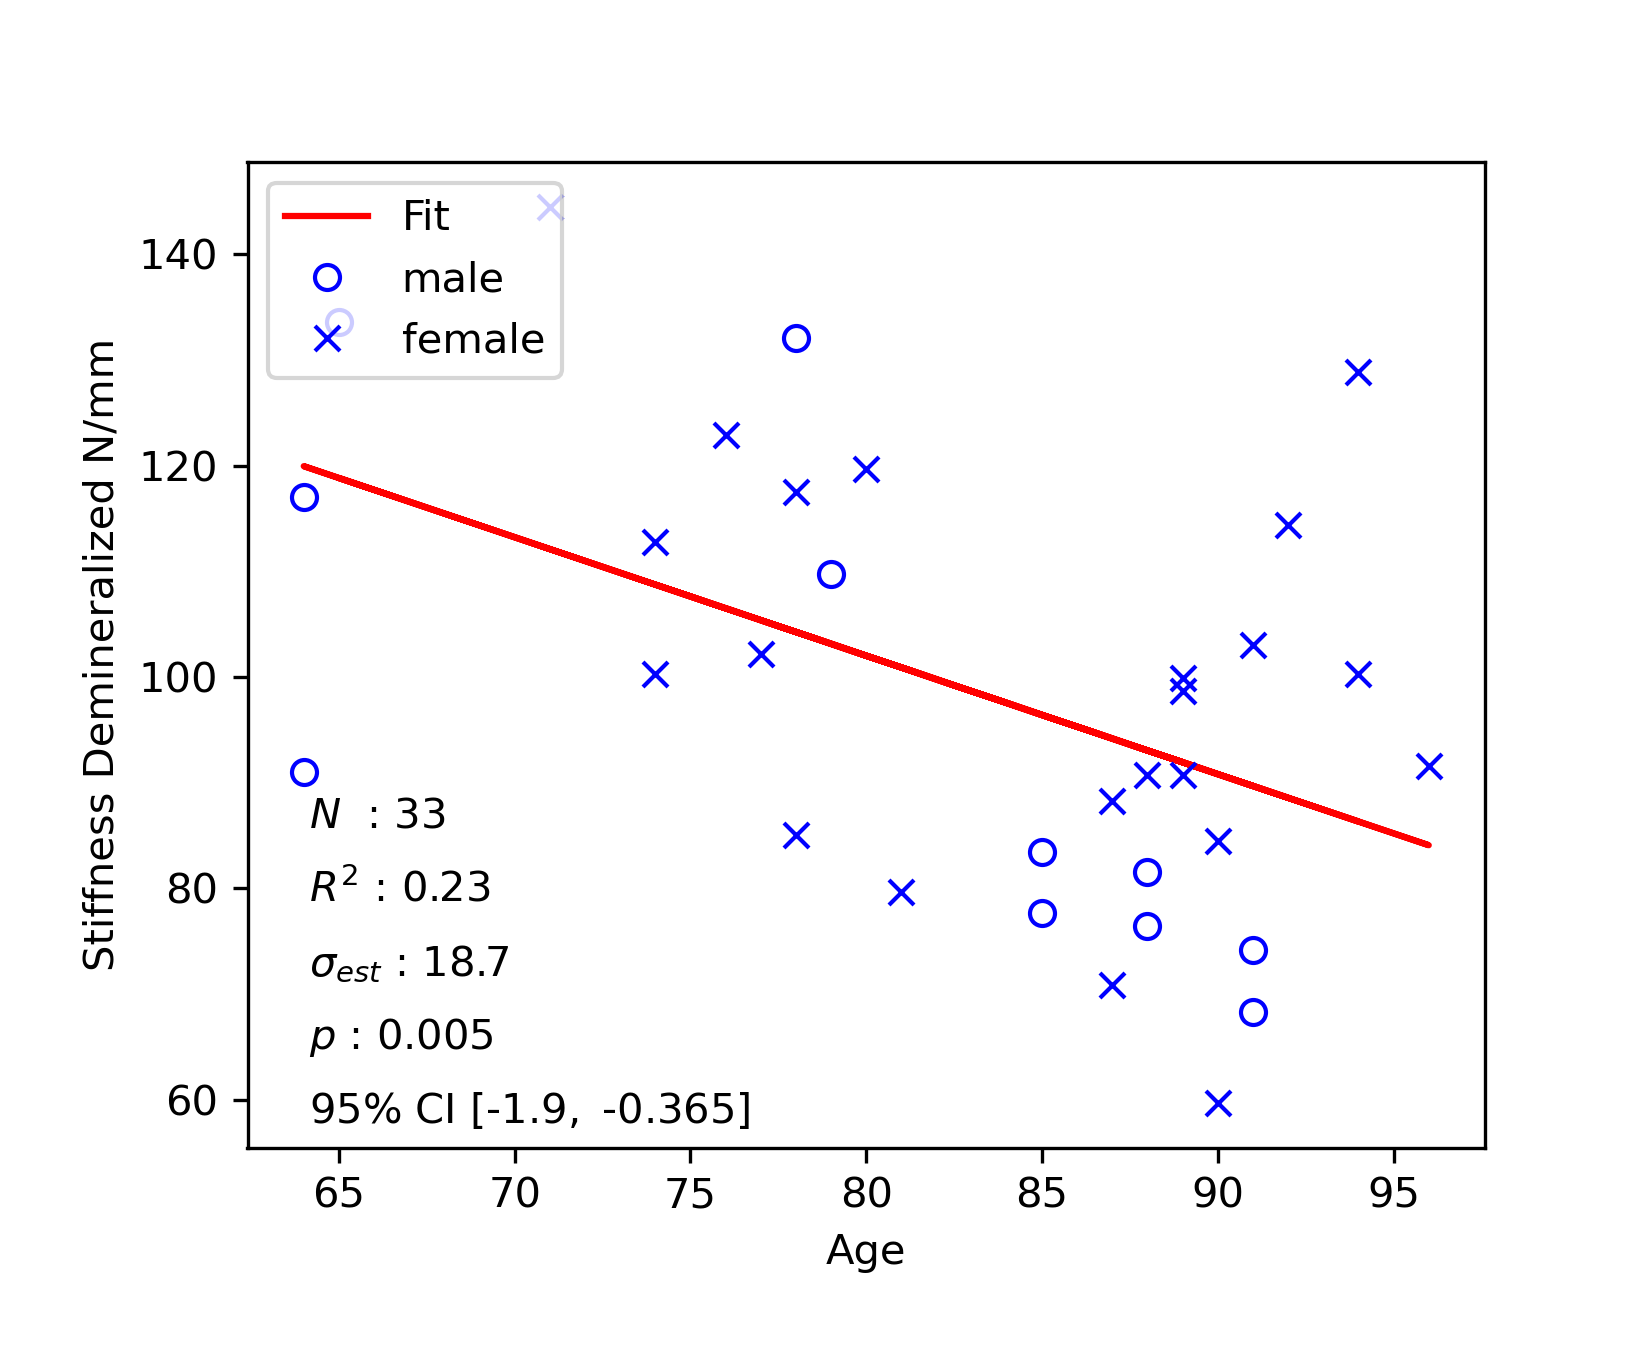 Fit
male
female
140
120
100
80
60
Stiffness Demineralized N/mm
N : 33
R² : 0.23
σest : 18.7
p : 0.005
95% CI [-1.9, -0.365]
65 70 75 80 85 90 95
Age